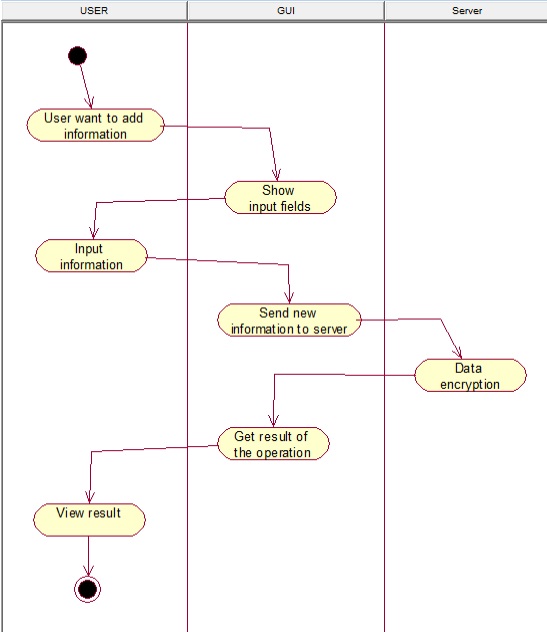 USER
GUI
Server
User want to add
information
Show
input fields
Input
information
Send new
information to server
Data
encryption
Get result of
the operation
View result